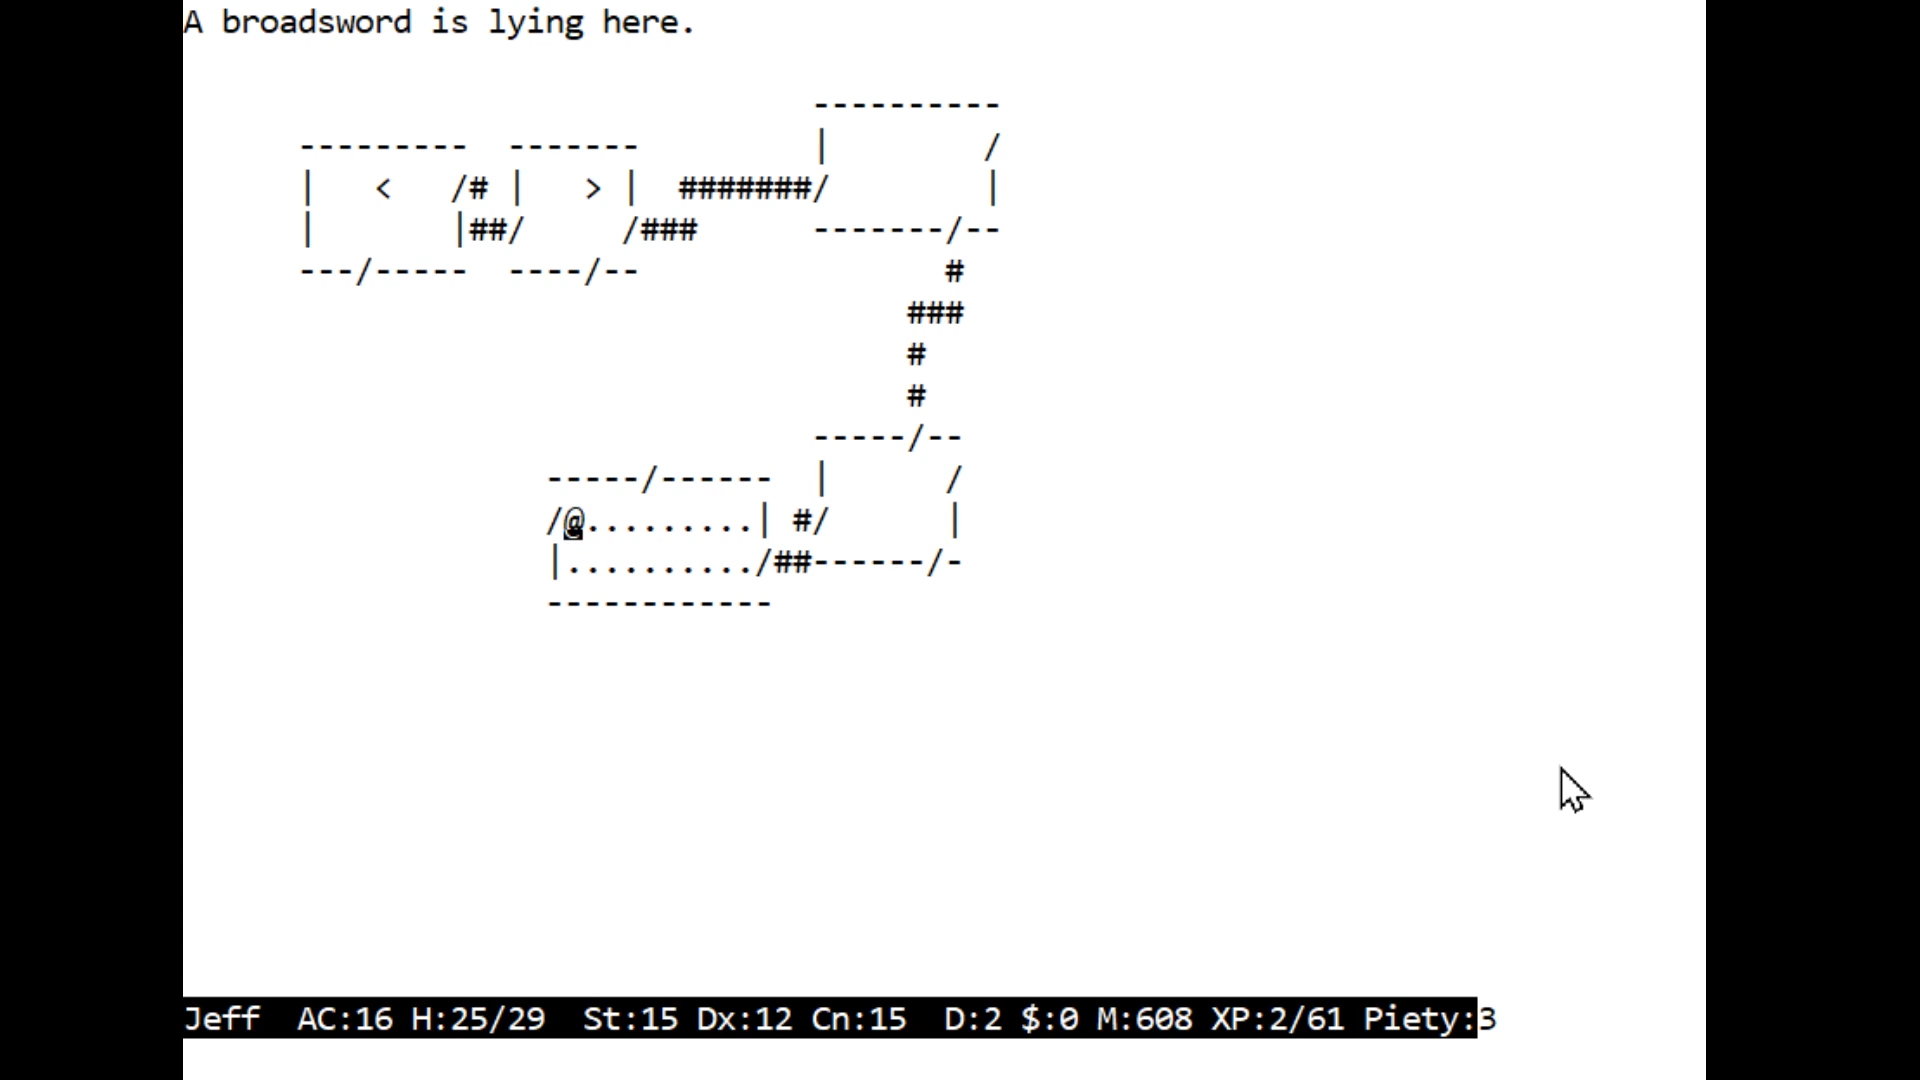 A broadsword is lying here.
                                 ----------
      ---------  -------         |        /
      |   <   /# |   > |  #######/        |
      |       |##/     /###      -------/--
      ---/-----  ----/--                #
                                      ###
                                      #
                                      #
                                 -----/--
                   -----/------  |      /
                   /@.........| #/      |
                   |........../##------/-
                   ------------
Jeff  AC:16 H:25/29  St:15 Dx:12 Cn:15  D:2 $:0 M:608 XP:2/61 Piety:3